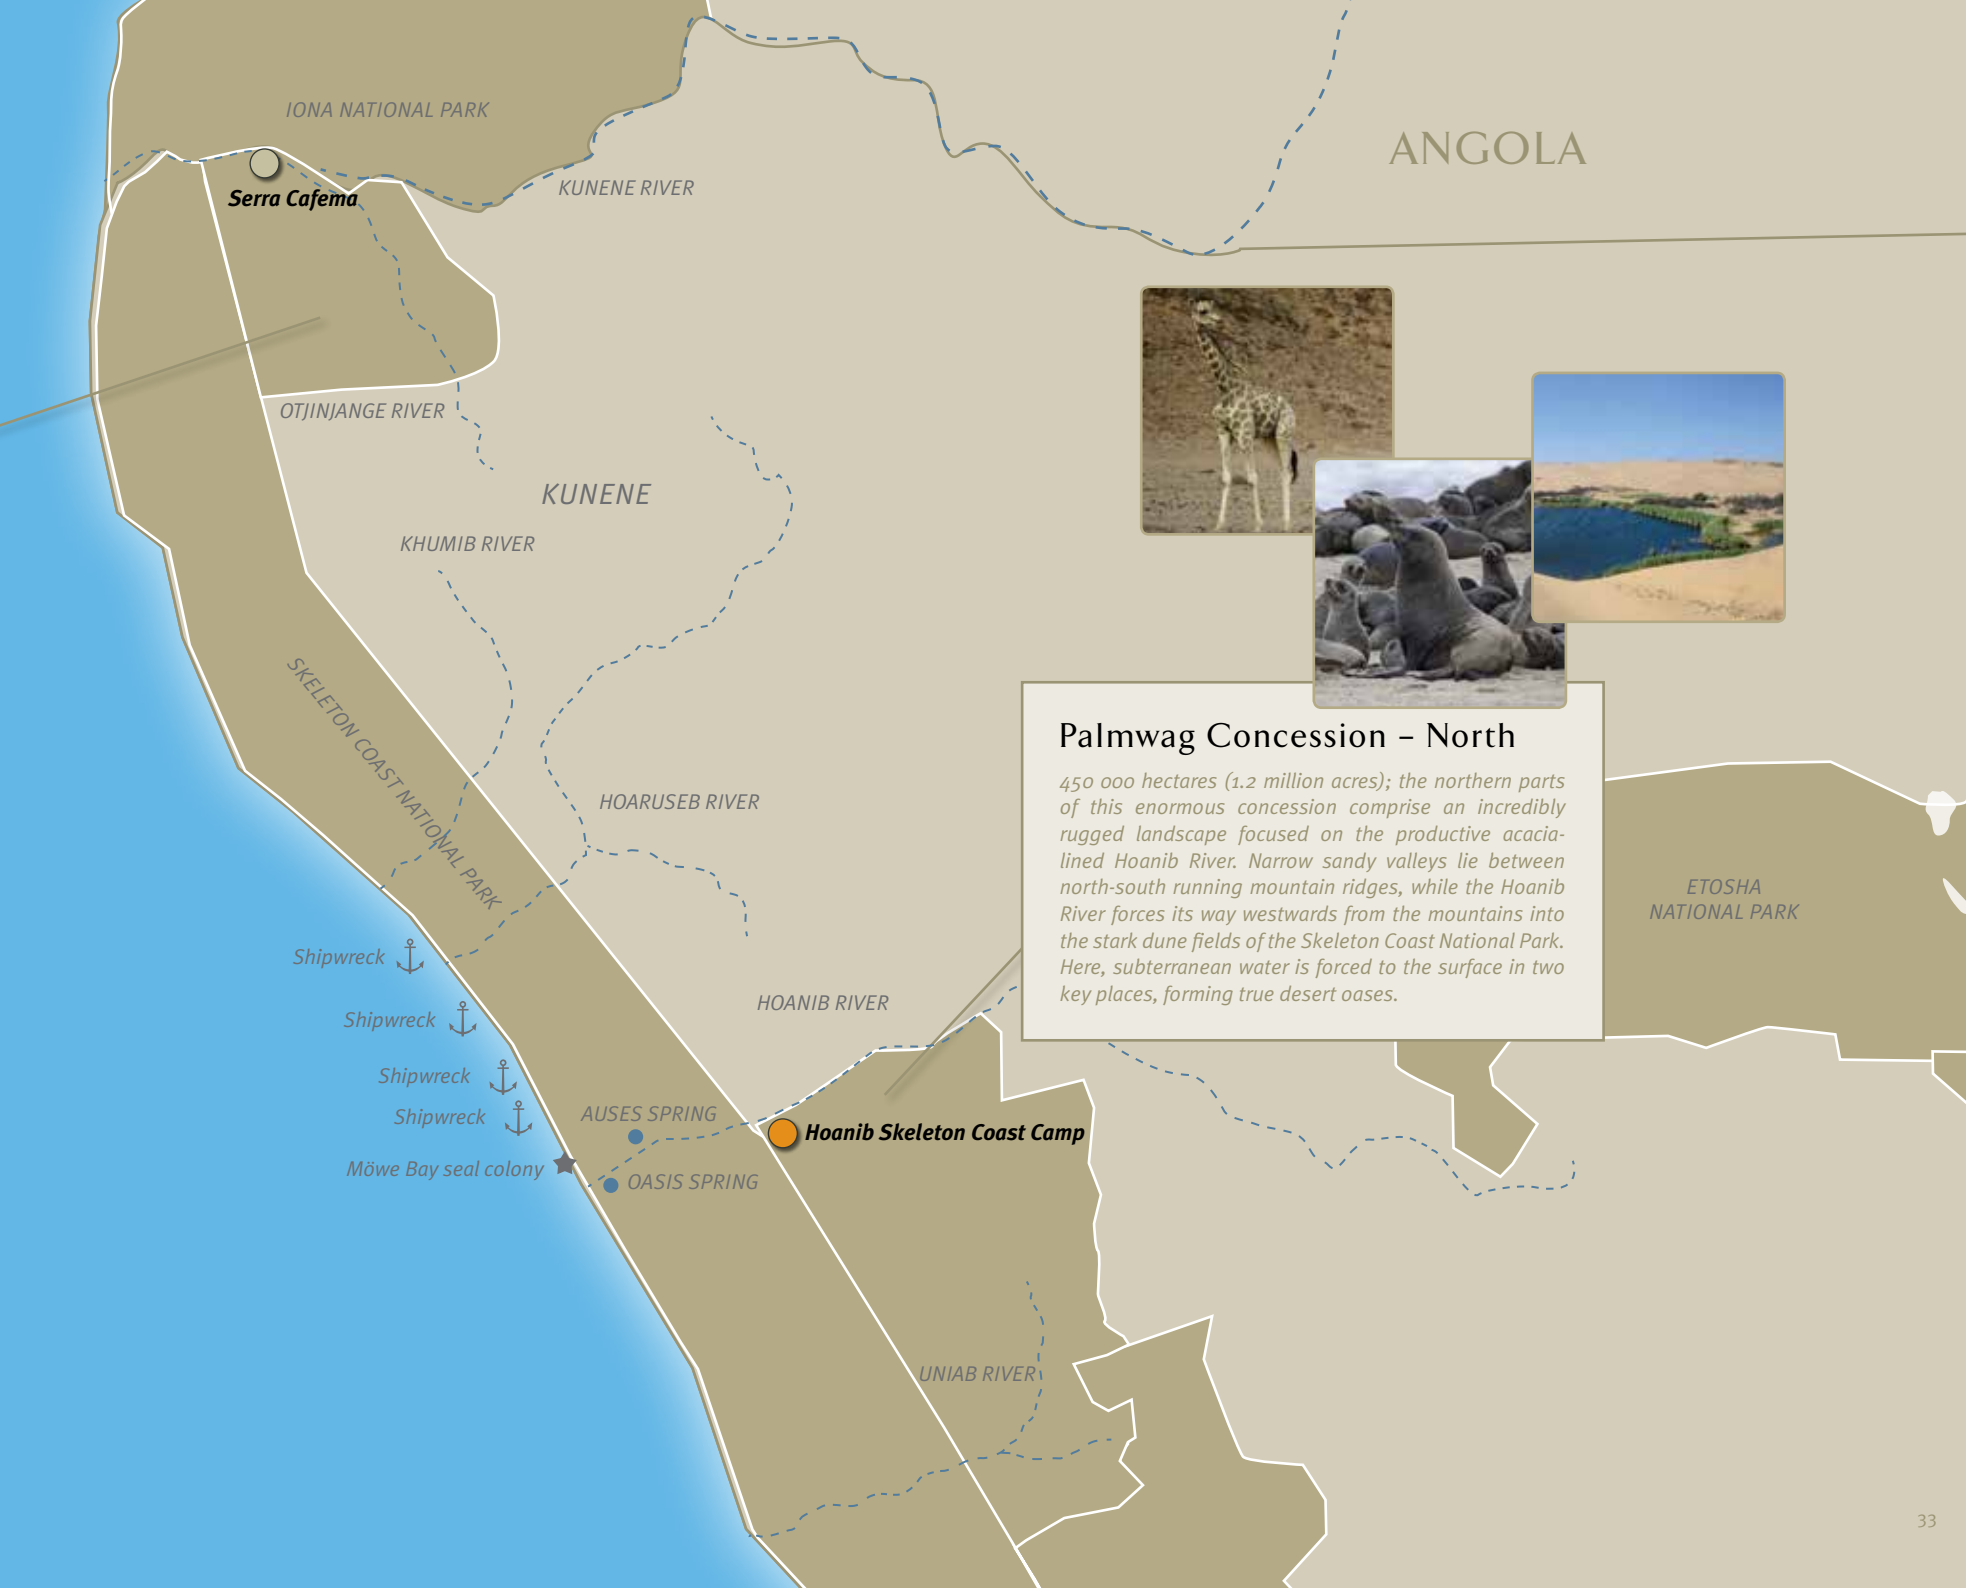 IONA NATIONAL PARK
ANGOLA
KUNENE RIVER
Serra Cafema
OTJINJANGE RIVER
KUNENE
KHUMIB RIVER
SKELETON COAST NATIONAL PARK
HOARUSEB RIVER
Palmwag Concession – North
450 000 hectares (1.2 million acres); the northern parts
of this enormous concession comprise an incredibly
rugged landscape focused on the productive acacia-
lined Hoanib River. Narrow sandy valleys lie between
north-south running mountain ridges, while the Hoanib
River forces its way westwards from the mountains into
the stark dune fields of the Skeleton Coast National Park.
Here, subterranean water is forced to the surface in two
key places, forming true desert oases.
ETOSHA
NATIONAL PARK
Shipwreck
HOANIB RIVER
Shipwreck
Shipwreck
Shipwreck
AUSES SPRING
Hoanib Skeleton Coast Camp
Möwe Bay seal colony
OASIS SPRING
UNIAB RIVER
33